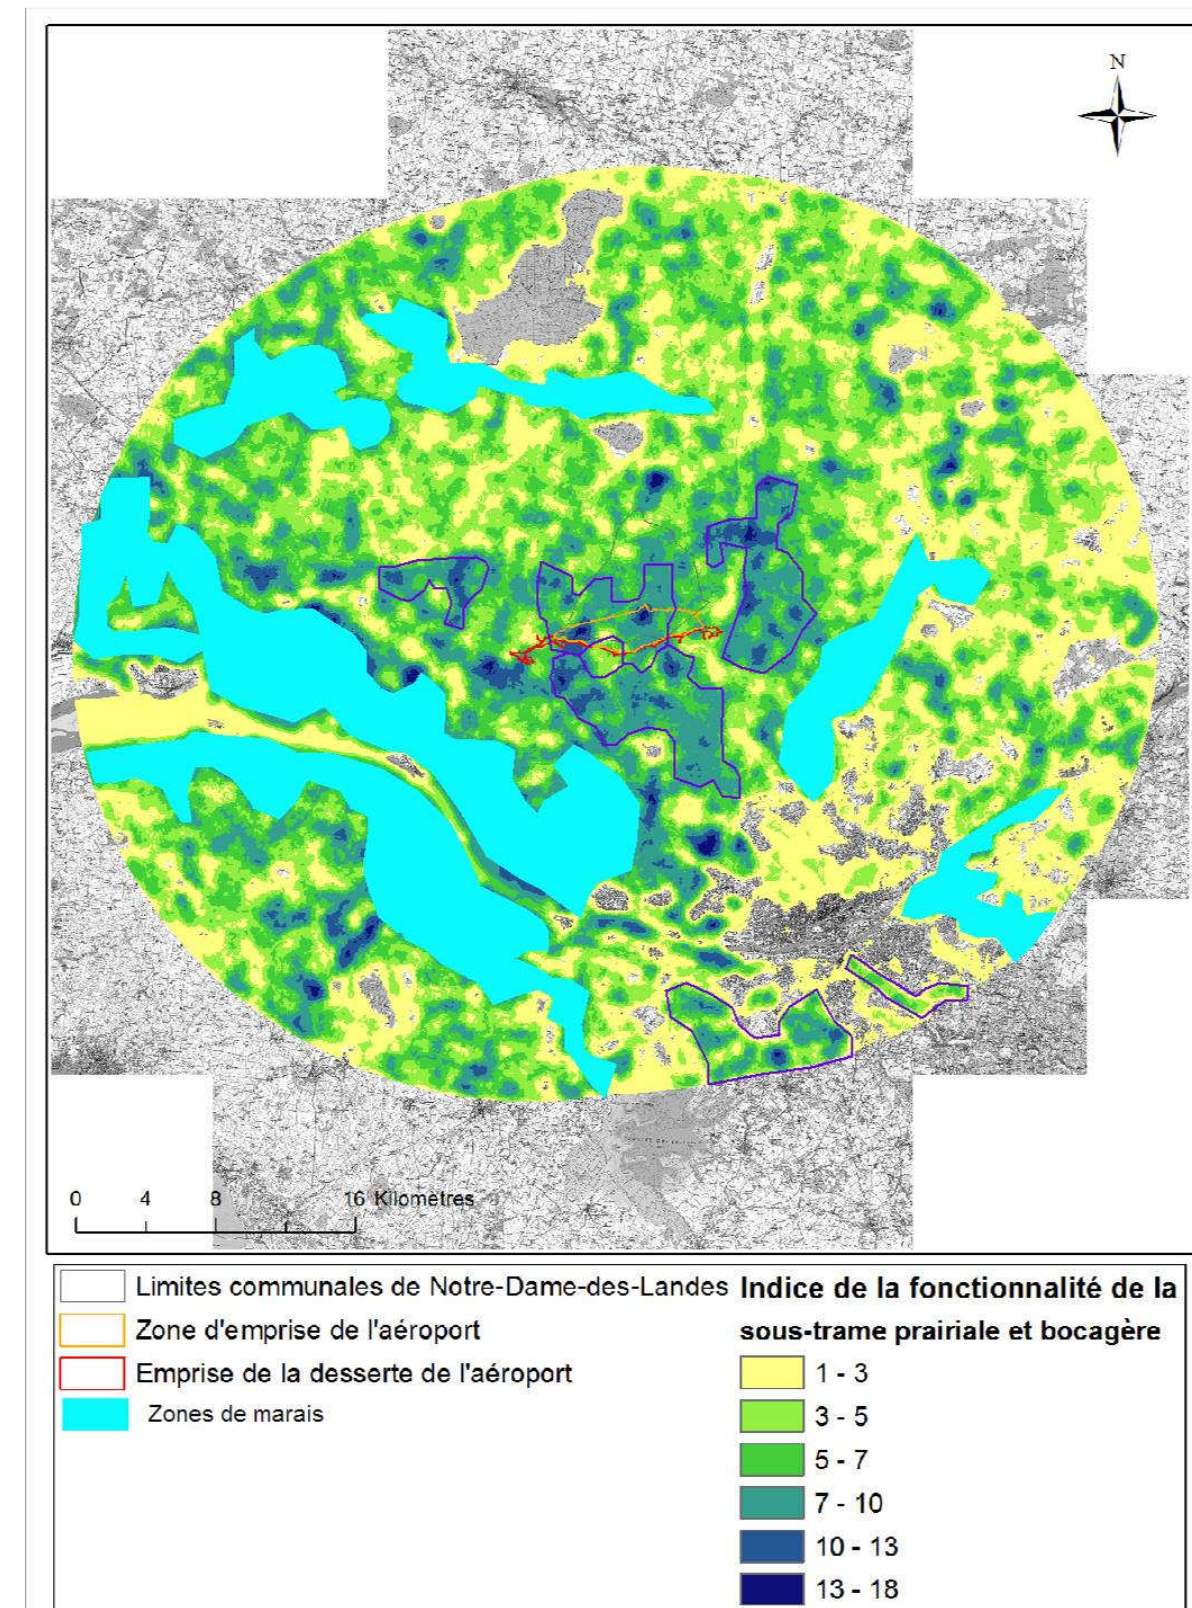 N
0 4 8 16 Kilomètres
Limites communales de Notre-Dame-des-Landes
Zone d'emprise de l'aéroport
Emprise de la desserte de l'aéroport
Zones de marais
Indice de la fonctionnalité de la
sous-trame prairiale et bocagère
1 - 3
3 - 5
5 - 7
7 - 10
10 - 13
13 - 18